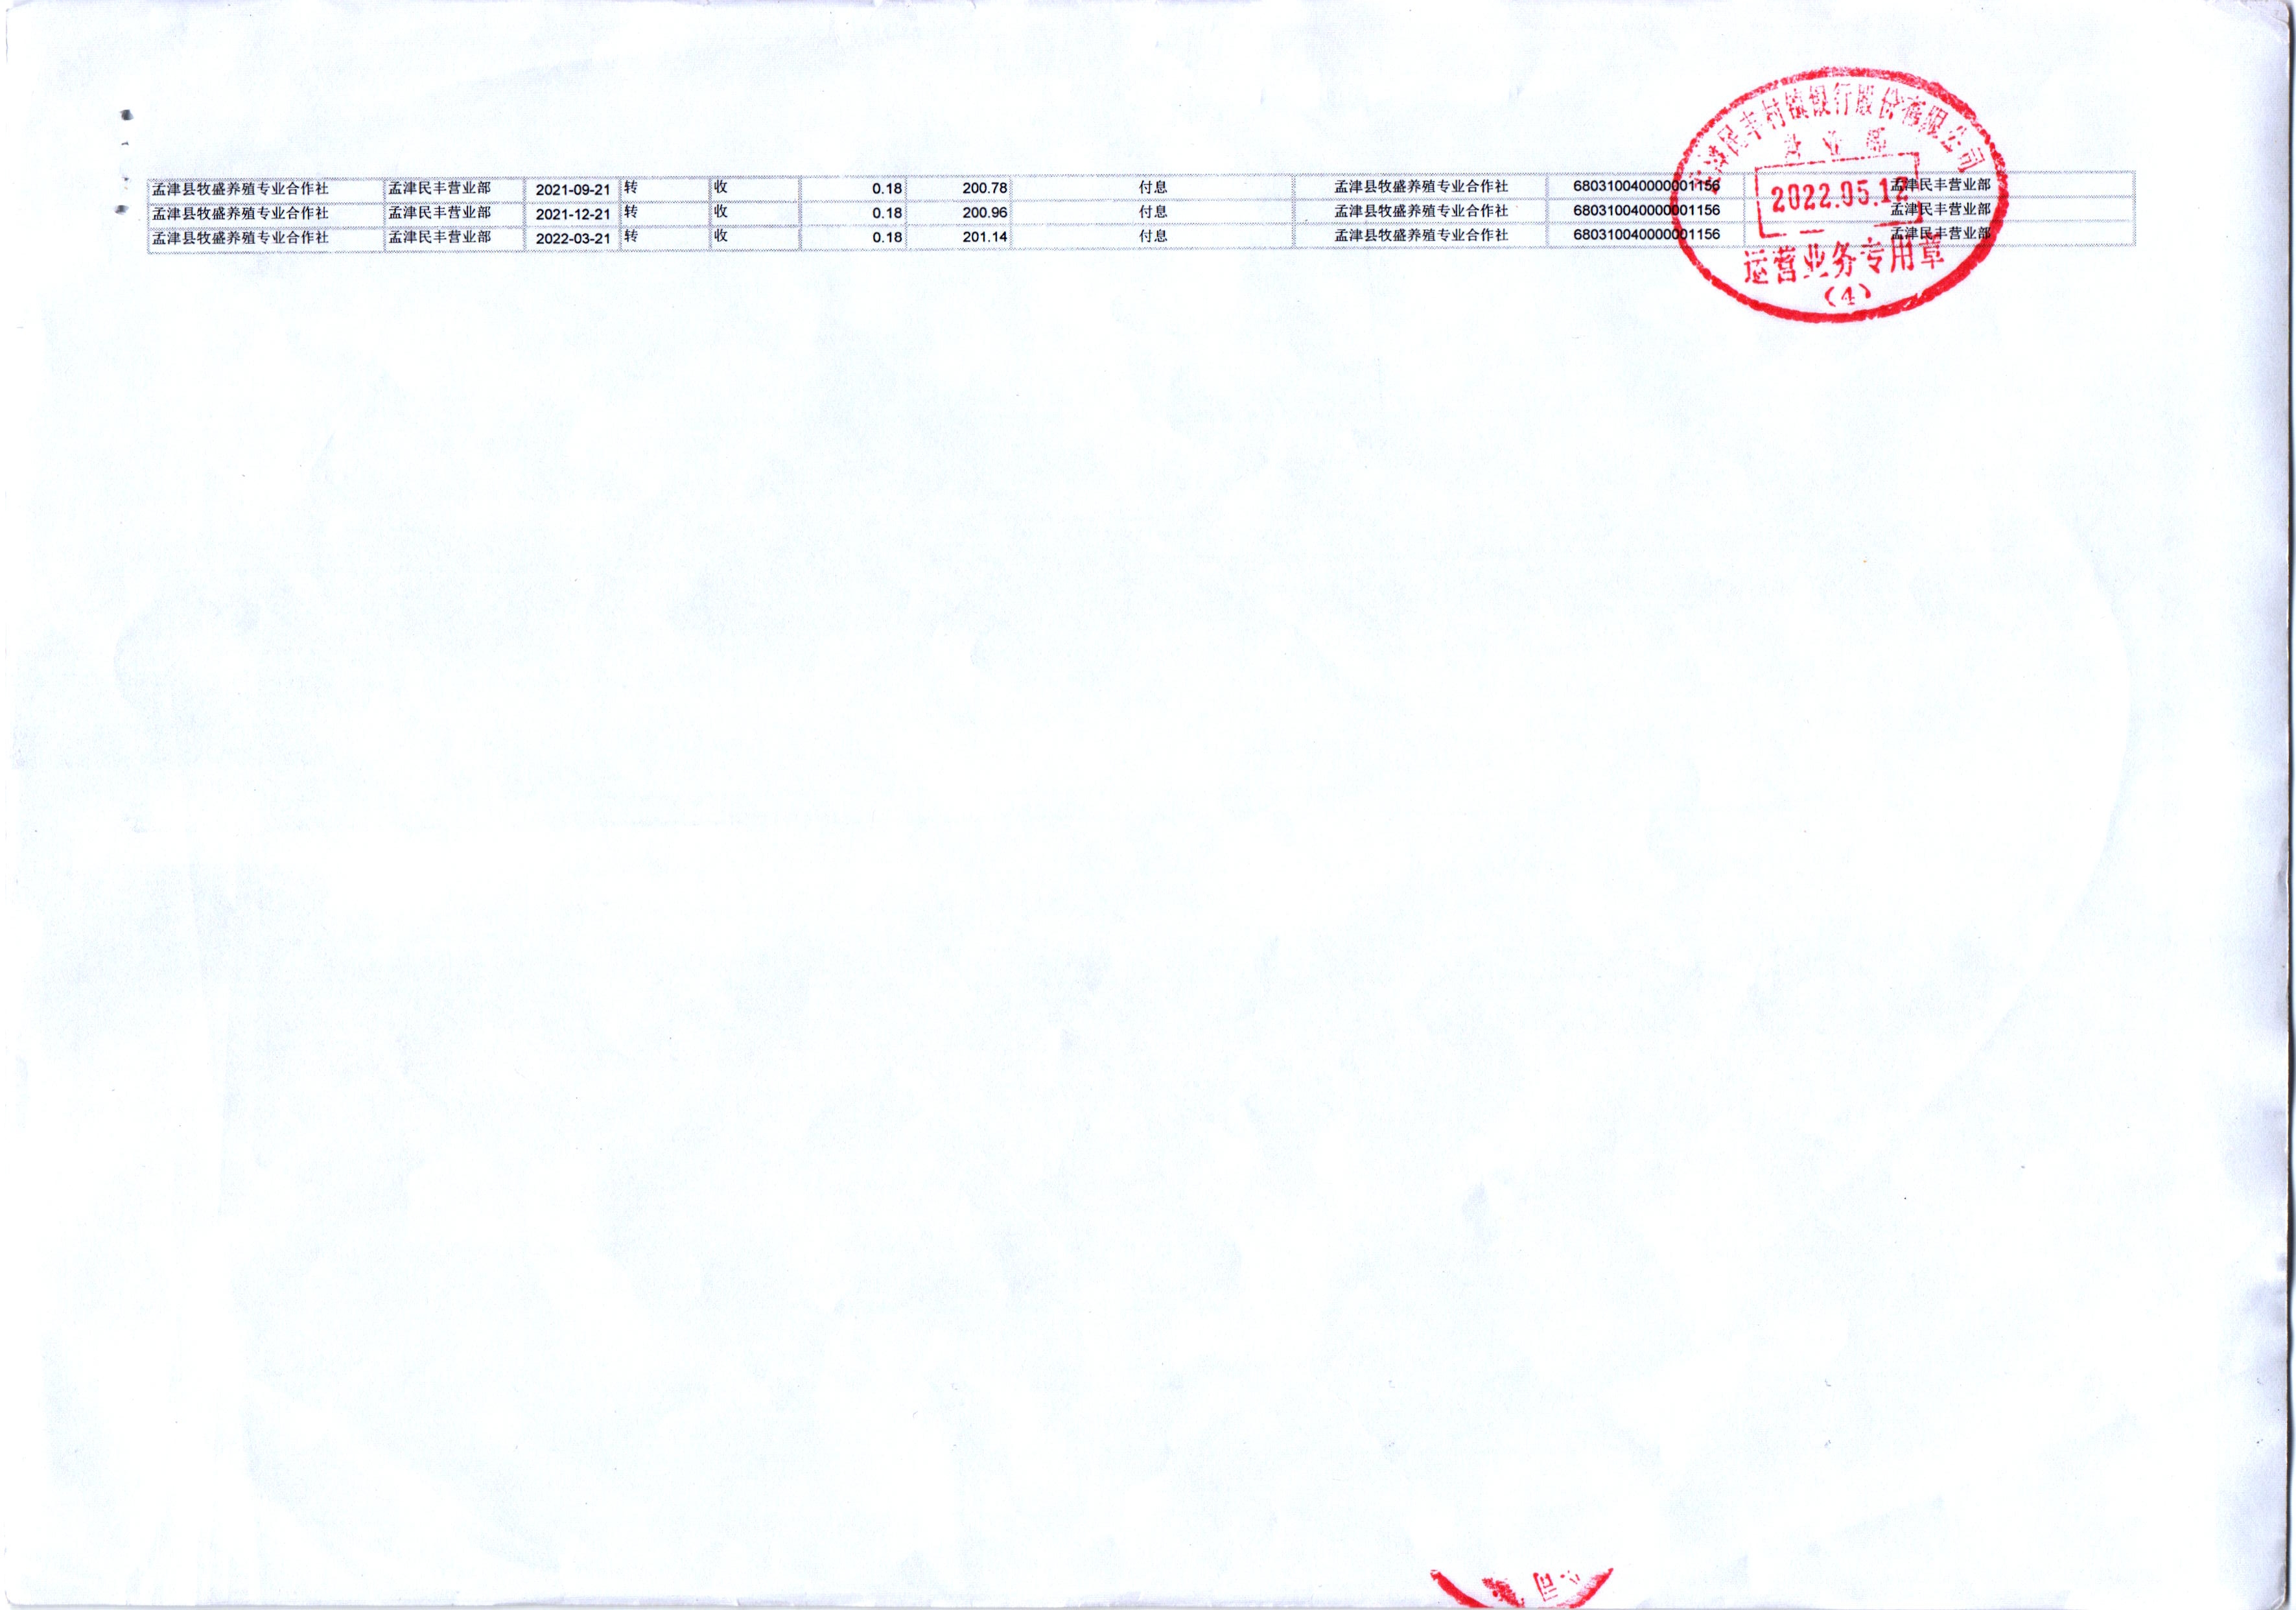 孟津民丰村镇银行股份有限公司
营业部
孟津县牧盛养殖专业合作社 孟津民丰营业部 2021-09-21 转 收 0.18 200.78 付息 孟津县牧盛养殖专业合作社 680310040000001156 孟津民丰营业部
2022.05.12
孟津县牧盛养殖专业合作社 孟津民丰营业部 2021-12-21 转 收 0.18 200.96 付息 孟津县牧盛养殖专业合作社 680310040000001156 孟津民丰营业部
孟津县牧盛养殖专业合作社 孟津民丰营业部 2022-03-21 转 收 0.18 201.14 付息 孟津县牧盛养殖专业合作社 680310040000001156 孟津民丰营业部
运营业务专用章
(4)
公司